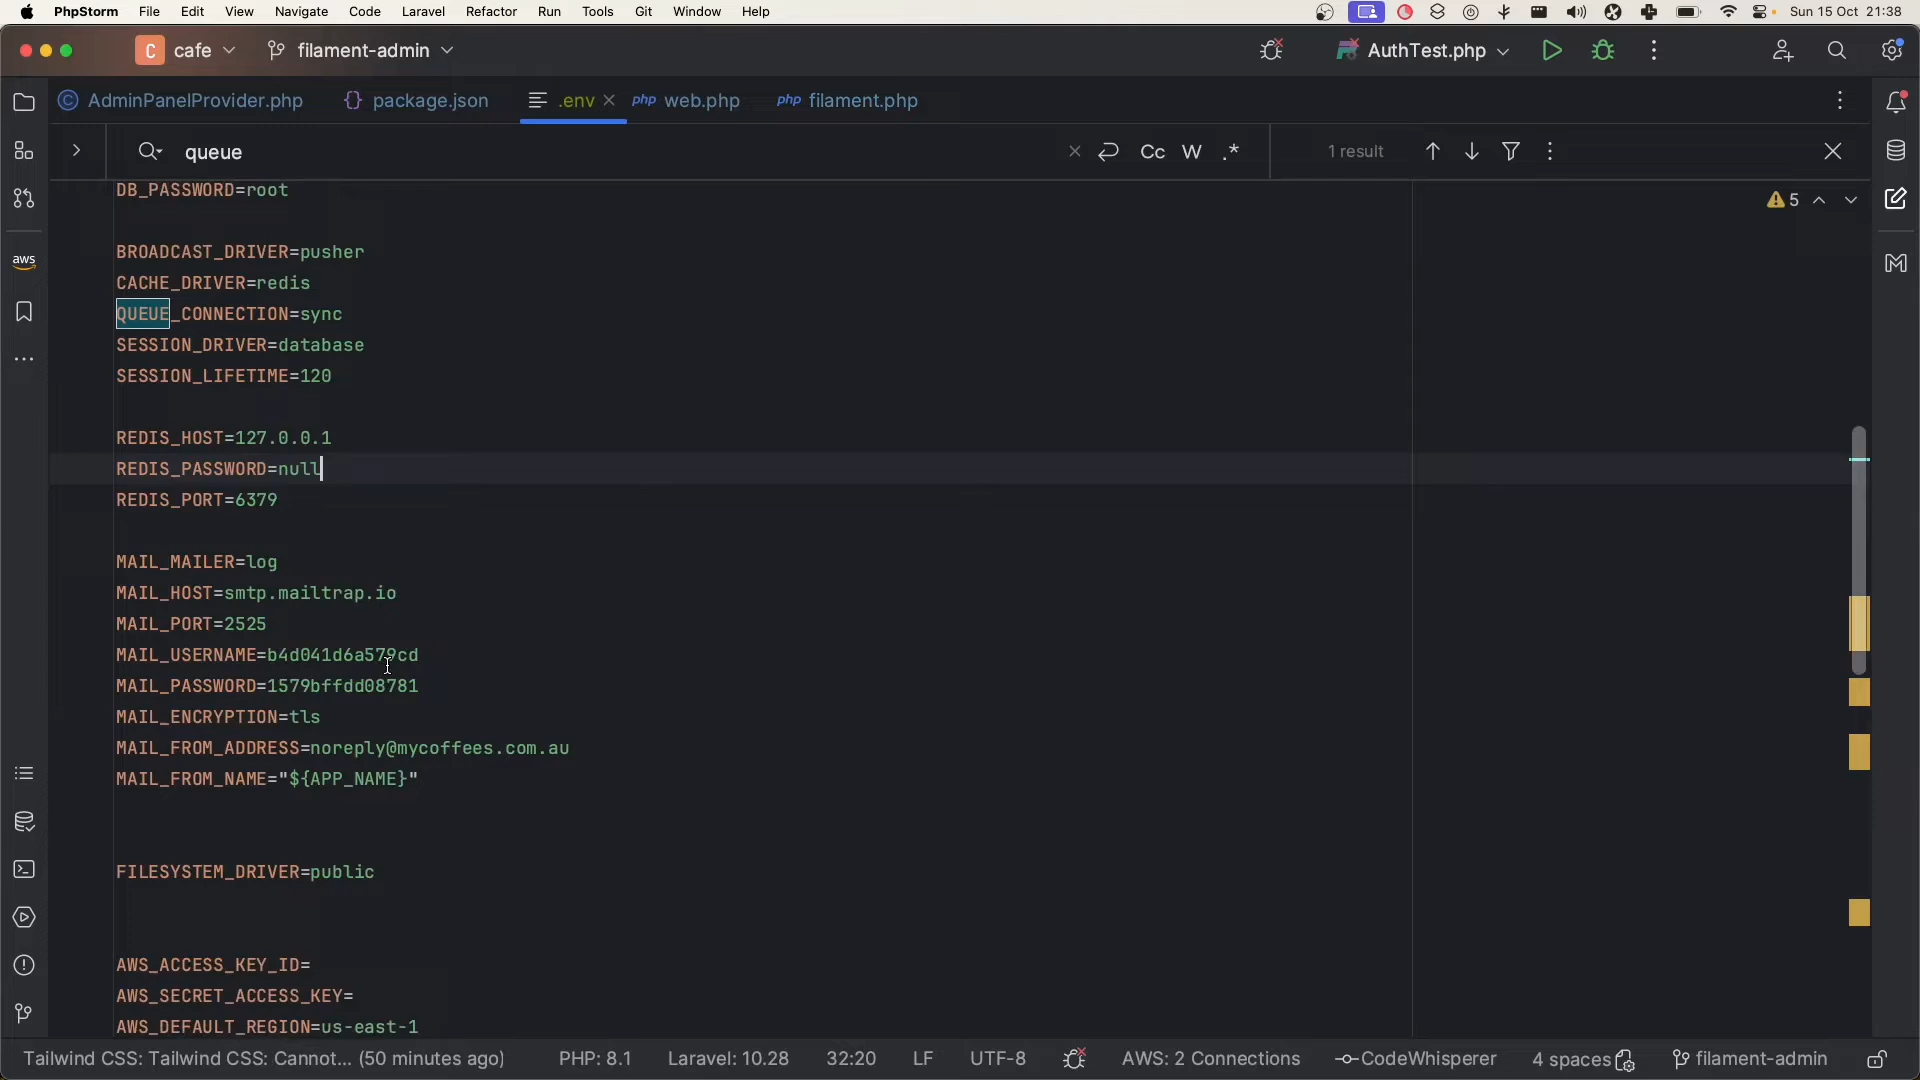 PhpStorm File Edit View Navigate Code Laravel Refactor Run Tools Git Window Help Sun 15 Oct 21:38
C cafe filament-admin AuthTest.php
AdminPanelProvider.php {} package.json .env php web.php php filament.php
queue Cc W .* 1 result
DB_PASSWORD=root
5
BROADCAST_DRIVER=pusher
aws
CACHE_DRIVER=redis
QUEUE_CONNECTION=sync
SESSION_DRIVER=database
SESSION_LIFETIME=120
REDIS_HOST=127.0.0.1
REDIS_PASSWORD=null
REDIS_PORT=6379
MAIL_MAILER=log
MAIL_HOST=smtp.mailtrap.io
MAIL_PORT=2525
MAIL_USERNAME=b4d041d6a579cd
MAIL_PASSWORD=1579bffdd08781
MAIL_ENCRYPTION=tls
MAIL_FROM_ADDRESS=noreply@mycoffees.com.au
MAIL_FROM_NAME="${APP_NAME}"
FILESYSTEM_DRIVER=public
AWS_ACCESS_KEY_ID=
AWS_SECRET_ACCESS_KEY=
AWS_DEFAULT_REGION=us-east-1
Tailwind CSS: Tailwind CSS: Cannot... (50 minutes ago) PHP: 8.1 Laravel: 10.28 32:20 LF UTF-8 AWS: 2 Connections CodeWhisperer 4 spaces filament-admin